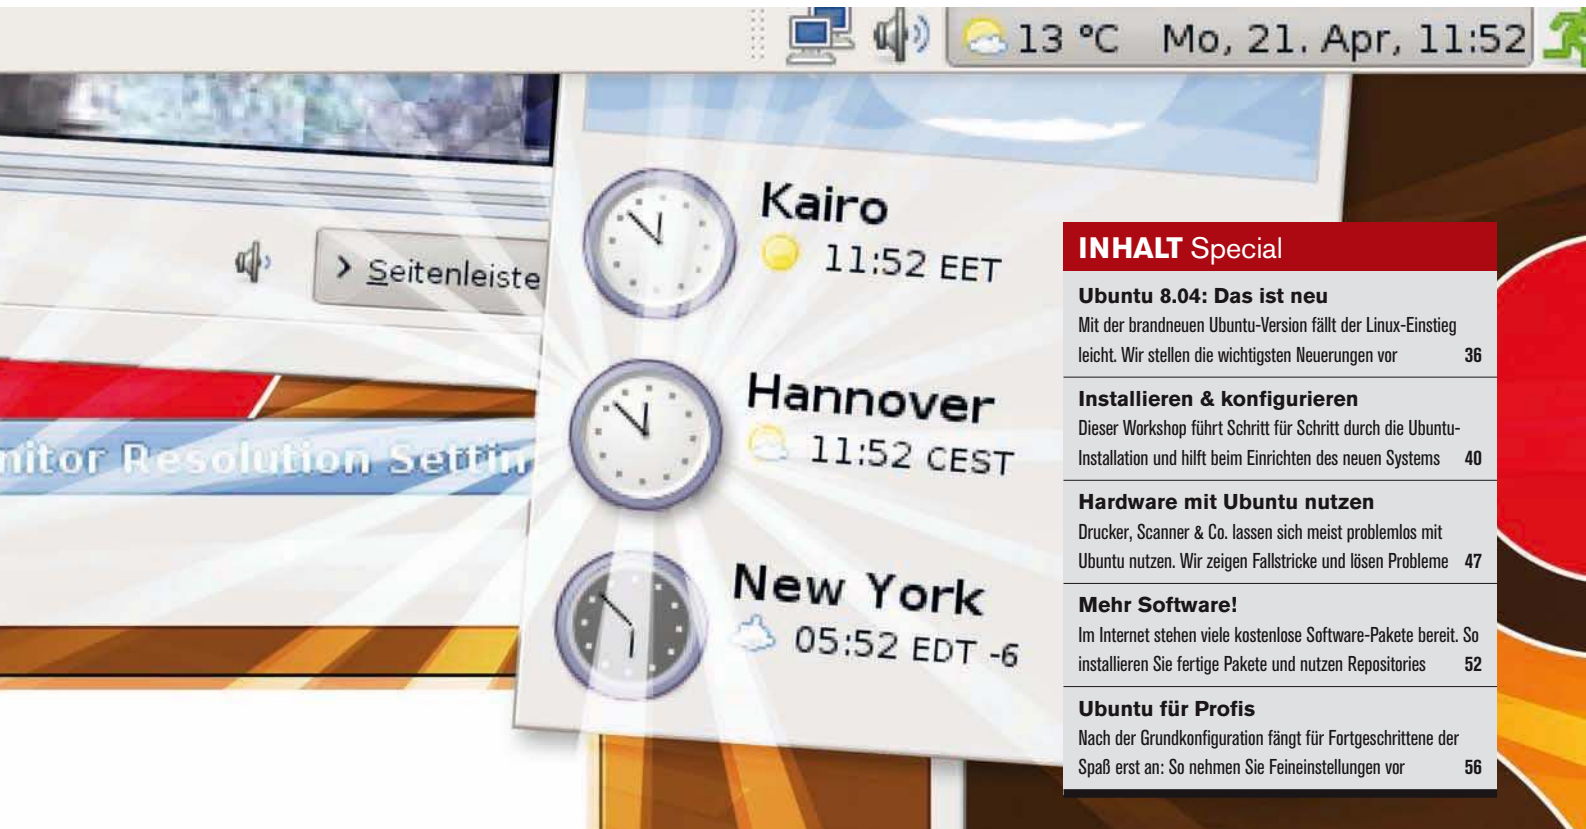 13 °C Mo, 21. Apr, 11:52
Seitenleiste
nitor Resolution Settin
Kairo
11:52 EET
Hannover
11:52 CEST
New York
05:52 EDT -6
INHALT Special
Ubuntu 8.04: Das ist neu
Mit der brandneuen Ubuntu-Version fällt der Linux-Einstieg
leicht. Wir stellen die wichtigsten Neuerungen vor 36
Installieren & konfigurieren
Dieser Workshop führt Schritt für Schritt durch die Ubuntu-
Installation und hilft beim Einrichten des neuen Systems 40
Hardware mit Ubuntu nutzen
Drucker, Scanner & Co. lassen sich meist problemlos mit
Ubuntu nutzen. Wir zeigen Fallstricke und lösen Probleme 47
Mehr Software!
Im Internet stehen viele kostenlose Software-Pakete bereit. So
installieren Sie fertige Pakete und nutzen Repositories 52
Ubuntu für Profis
Nach der Grundkonfiguration fängt für Fortgeschrittene der
Spaß erst an: So nehmen Sie Feineinstellungen vor 56